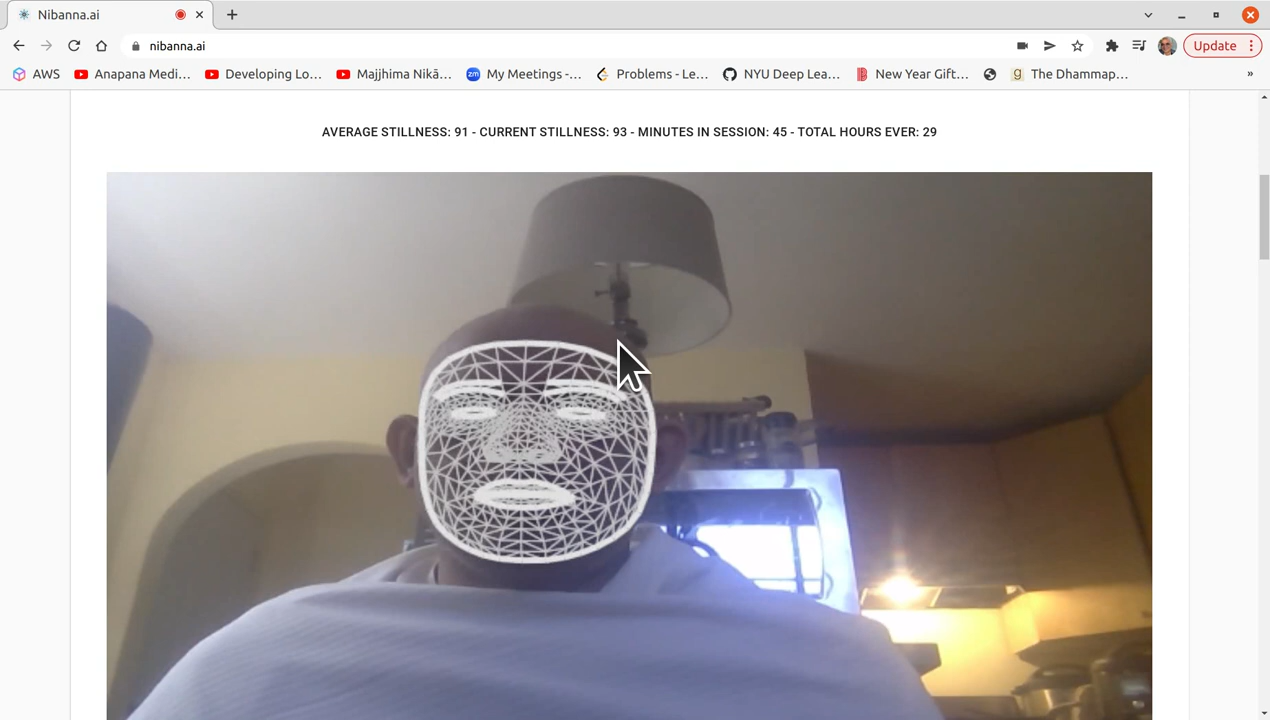 Nibanna.ai
nibanna.ai
Update
AWS
Anapana Medi...
Developing Lo...
Majjhima Nikā...
zm
My Meetings -...
Problems - Le...
NYU Deep Lea...
New Year Gift...
g
The Dhammap...
»
AVERAGE STILLNESS: 91 - CURRENT STILLNESS: 93 - MINUTES IN SESSION: 45 - TOTAL HOURS EVER: 29